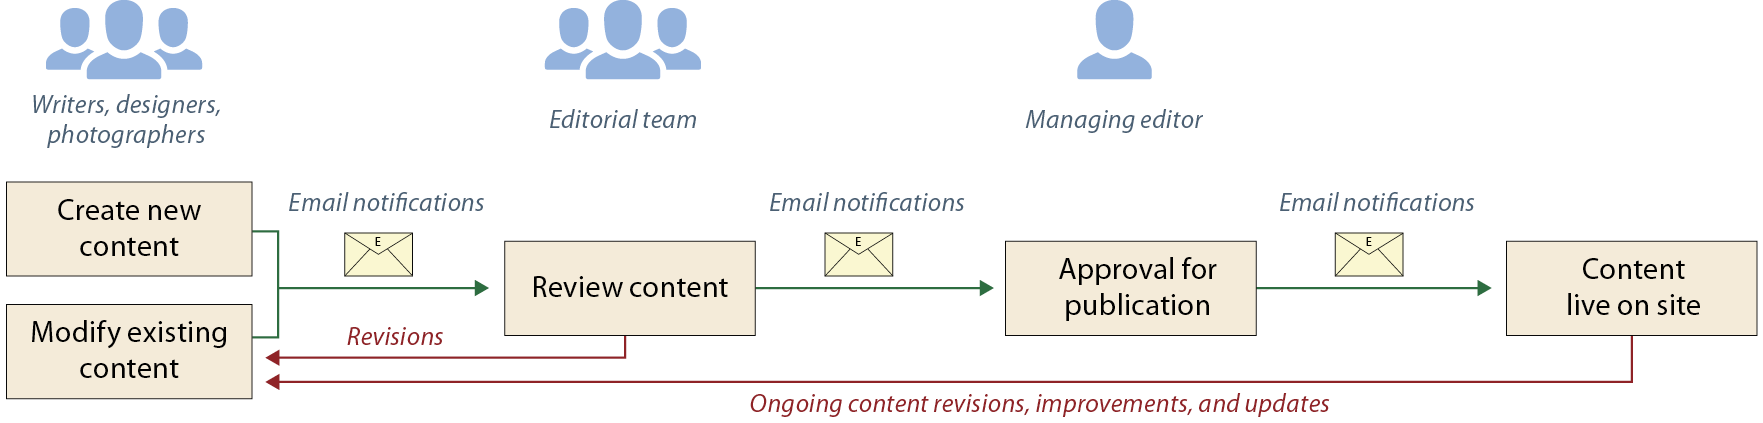 Writers, designers,
photographers
Editorial team
Managing editor
Create new
content
Modify existing
content
Email notifications
E
Revisions
Review content
Email notifications
E
Approval for
publication
Email notifications
E
Content
live on site
Ongoing content revisions, improvements, and updates